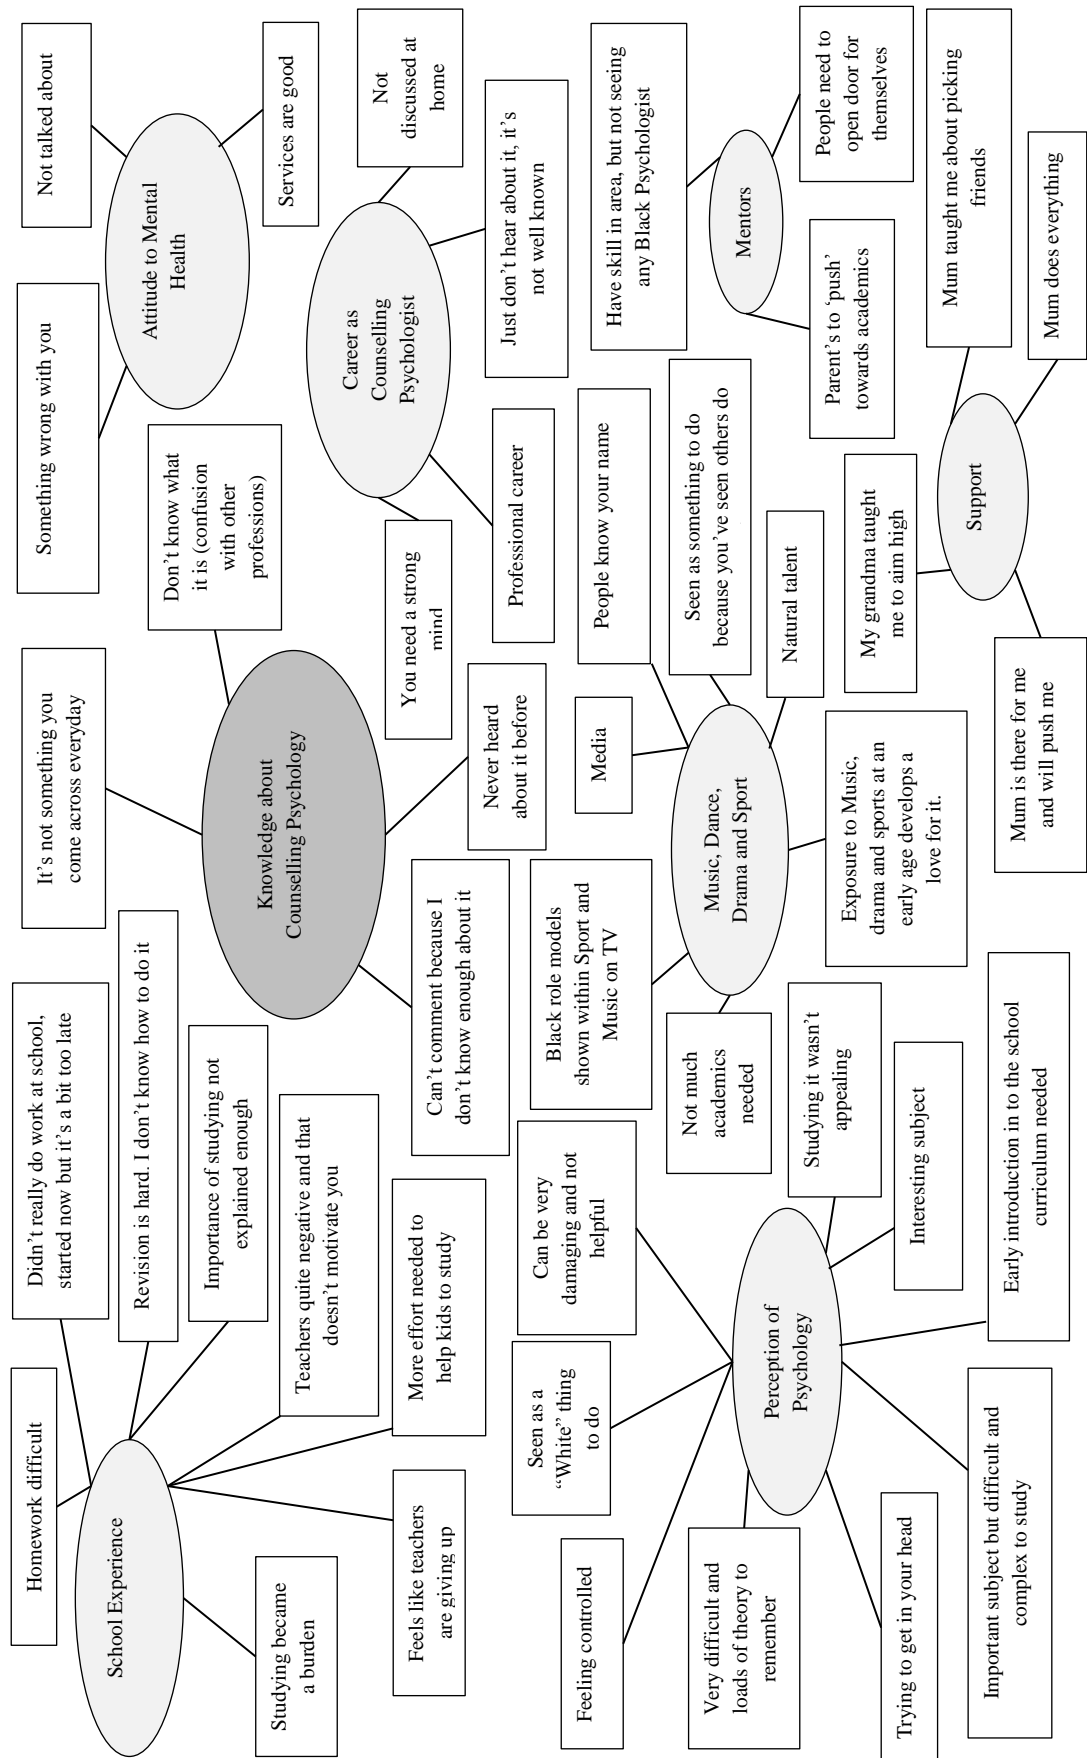 Homework difficult
Didn't really do work at school,
started now but it's a bit too late
Revision is hard. I don't know how to do it
Importance of studying not
explained enough
Teachers quite negative and that
doesn't motivate you
More effort needed to
help kids to study
Feels like teachers
are giving up
Studying became
a burden
School Experience
It's not something you
come across everyday
Don't know what
it is (confusion
with other
professions)
Knowledge about
Counselling Psychology
Never heard
about it before
Can't comment because I
don't know enough about it
Something wrong with you
Not talked about
Attitude to Mental
Health
Services are good
Not
discussed at
home
Career as
Counselling
Psychologist
Just don't hear about it, it's
not well known
You need a strong
mind
Professional career
Feeling controlled
Seen as a
“White” thing
to do
Can be very
damaging and not
helpful
Very difficult and
loads of theory to
remember
Perception of
Psychology
Studying it wasn't
appealing
Interesting subject
Trying to get in your head
Important subject but difficult and
complex to study
Early introduction in to the school
curriculum needed
Black role models
shown within Sport and
Music on TV
Media
People know your name
Not much
academics
needed
Music, Dance,
Drama and Sport
Seen as something to do
because you've seen others do
Natural talent
Exposure to Music,
drama and sports at an
early age develops a
love for it.
Have skill in area, but not seeing
any Black Psychologist
Mentors
Parent's to ‘push’
towards academics
People need to
open door for
themselves
My grandma taught
me to aim high
Mum taught me about picking
friends
Support
Mum is there for me
and will push me
Mum does everything